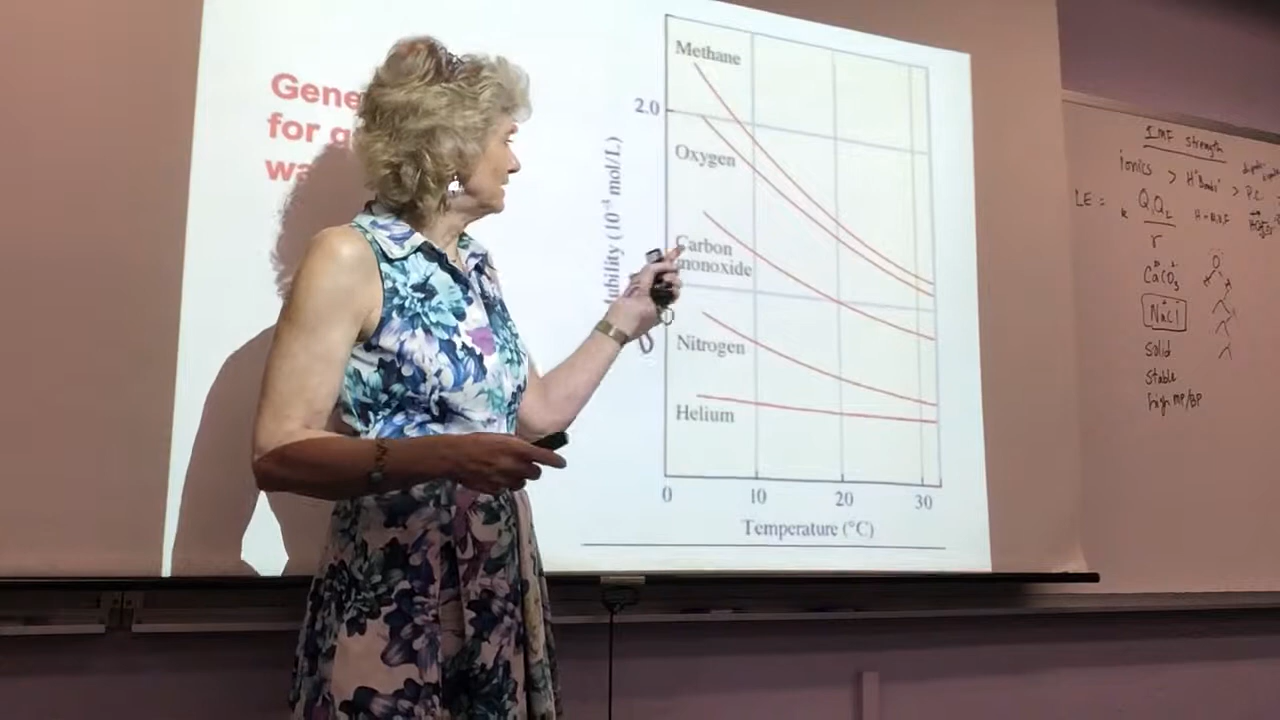 Gene
for g
wa
Methane
2.0
Oxygen
Carbon
monoxide
Nitrogen
Helium
ubility (10⁻³ mol/L)
0 10 20 30
Temperature (°C)
IMF strength
ionics > H"Bonds" > P.C.
LE = k Q₁Q₂
r
H-N,O,F
CaCO₃
NaCl
Solid
Stable
high MP/BP